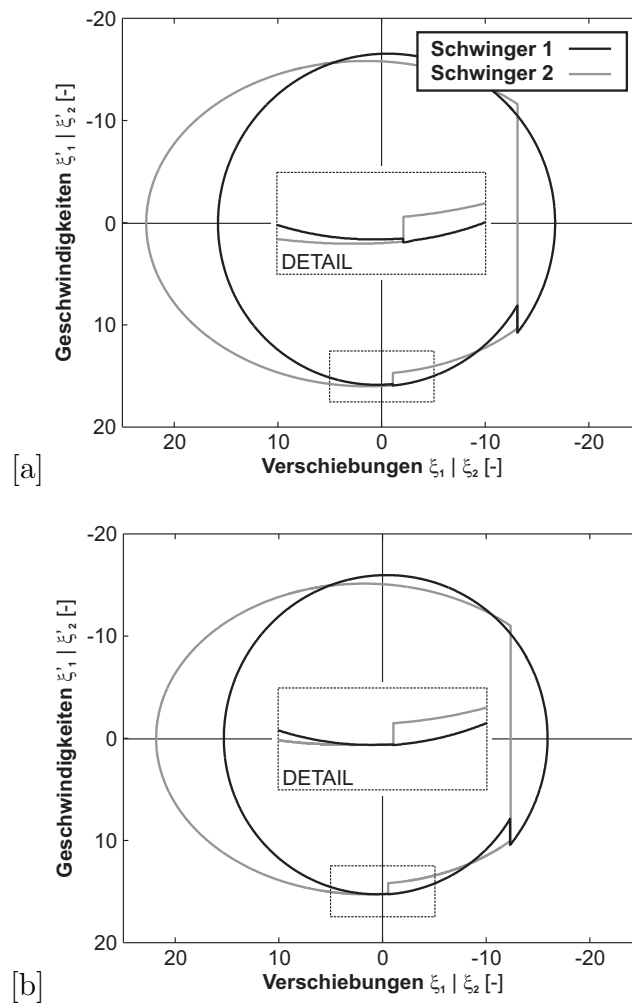 -20
Schwinger 1
Schwinger 2
-10
0
DETAIL
10
20
20 10 0 -10 -20
Geschwindigkeiten ξ'₁ | ξ'₂ [-]
Verschiebungen ξ₁ | ξ₂ [-]
[a]
-20
-10
0
DETAIL
10
20
20 10 0 -10 -20
Geschwindigkeiten ξ'₁ | ξ'₂ [-]
Verschiebungen ξ₁ | ξ₂ [-]
[b]